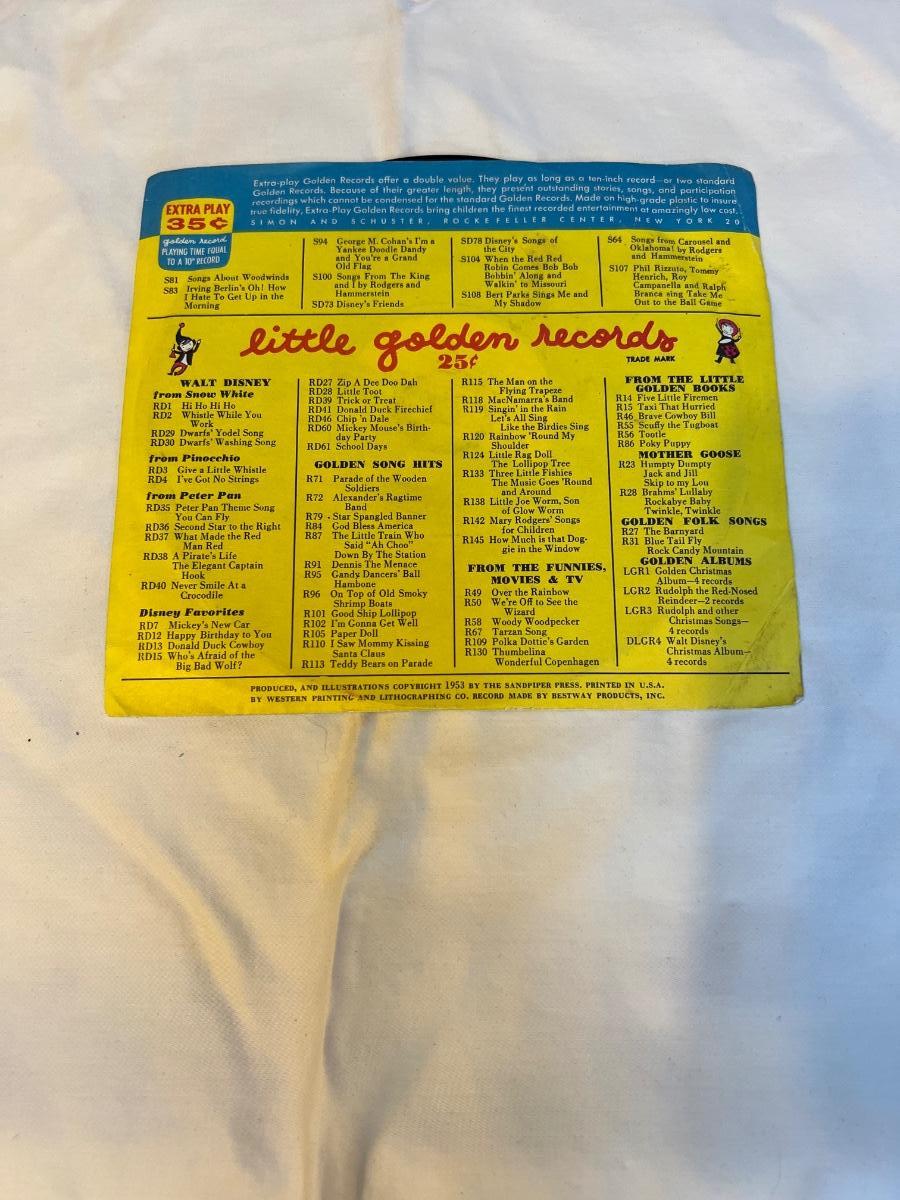 Extra-play Golden Records offer a double value. They play as long as a ten-inch record—or two standard
Golden Records. Because of their greater length, they present outstanding stories, songs, and participation
recordings which cannot be condensed for the standard Golden Records. Made on high-grade plastic to insure
true fidelity, Extra-Play Golden Records bring children the finest recorded entertainment at amazingly low cost.
SIMON AND SCHUSTER, ROCKEFELLER CENTER, NEW YORK 20
EXTRA PLAY
35¢
golden record
PLAYING TIME EQUAL
TO A 10" RECORD
S81 Songs About Woodwinds
S83 Irving Berlin's Oh! How
I Hate To Get Up in the
Morning
S94 George M. Cohan's I'm a
Yankee Doodle Dandy
and You're a Grand
Old Flag
S100 Songs From The King
and I by Rodgers and
Hammerstein
SD73 Disney's Friends
SD78 Disney's Songs of
the City
S104 When the Red Red
Robin Comes Bob Bob
Bobbin' Along and
Walkin' to Missouri
S108 Bert Parks Sings Me and
My Shadow
S64 Songs from Carousel and
Oklahoma! by Rodgers
and Hammerstein
S107 Phil Rizzuto, Tommy
Henrich, Roy
Campanella and Ralph
Branca sing Take Me
Out to the Ball Game
little golden records
25¢
TRADE MARK
WALT DISNEY
from Snow White
RD1 Hi Ho Hi Ho
RD2 Whistle While You
Work
RD29 Dwarfs' Yodel Song
RD30 Dwarfs' Washing Song
from Pinocchio
RD3 Give a Little Whistle
RD4 I've Got No Strings
from Peter Pan
RD35 Peter Pan Theme Song
You Can Fly
RD36 Second Star to the Right
RD37 What Made the Red
Man Red
RD38 A Pirate's Life
The Elegant Captain
Hook
RD40 Never Smile At a
Crocodile
Disney Favorites
RD7 Mickey's New Car
RD12 Happy Birthday to You
RD13 Donald Duck Cowboy
RD15 Who's Afraid of the
Big Bad Wolf?
RD27 Zip A Dee Doo Dah
RD28 Little Toot
RD39 Trick or Treat
RD41 Donald Duck Firechief
RD46 Chip 'n Dale
RD60 Mickey Mouse's Birth-
day Party
RD61 School Days
GOLDEN SONG HITS
R71 Parade of the Wooden
Soldiers
R72 Alexander's Ragtime
Band
R79 Star Spangled Banner
R84 God Bless America
R87 The Little Train Who
Said "Ah Choo"
Down By The Station
R91 Dennis The Menace
R95 Gandy Dancers' Ball
Hambone
R96 On Top of Old Smoky
Shrimp Boats
R101 Good Ship Lollipop
R102 I'm Gonna Get Well
R105 Paper Doll
R110 I Saw Mommy Kissing
Santa Claus
R113 Teddy Bears on Parade
R115 The Man on the
Flying Trapeze
R118 MacNamarra's Band
R119 Singin' in the Rain
Let's All Sing
Like the Birdies Sing
R120 Rainbow 'Round My
Shoulder
R124 Little Rag Doll
The Lollipop Tree
R133 Three Little Fishies
The Music Goes 'Round
and Around
R138 Little Joe Worm, Son
of Glow Worm
R142 Mary Rodgers' Songs
for Children
R145 How Much is that Dog-
gie in the Window
FROM THE FUNNIES,
MOVIES & TV
R49 Over the Rainbow
R50 We're Off to See the
Wizard
R58 Woody Woodpecker
R67 Tarzan Song
R109 Polka Dottie's Garden
R130 Thumbelina
Wonderful Copenhagen
FROM THE LITTLE
GOLDEN BOOKS
R14 Five Little Firemen
R15 Taxi That Hurried
R46 Brave Cowboy Bill
R55 Scuffy the Tugboat
R56 Tootle
R86 Poky Puppy
MOTHER GOOSE
R23 Humpty Dumpty
Jack and Jill
Skip to my Lou
R28 Brahms' Lullaby
Rockabye Baby
Twinkle, Twinkle
GOLDEN FOLK SONGS
R27 The Barnyard
R31 Blue Tail Fly
Rock Candy Mountain
GOLDEN ALBUMS
LGR1 Golden Christmas
Album—4 records
LGR2 Rudolph the Red-Nosed
Reindeer—2 records
LGR3 Rudolph and other
Christmas Songs—
4 records
DLGR4 Walt Disney's
Christmas Album—
4 records
PRODUCED, AND ILLUSTRATIONS COPYRIGHT 1953 BY THE SANDPIPER PRESS. PRINTED IN U.S.A.
BY WESTERN PRINTING AND LITHOGRAPHING CO. RECORD MADE BY BESTWAY PRODUCTS, INC.